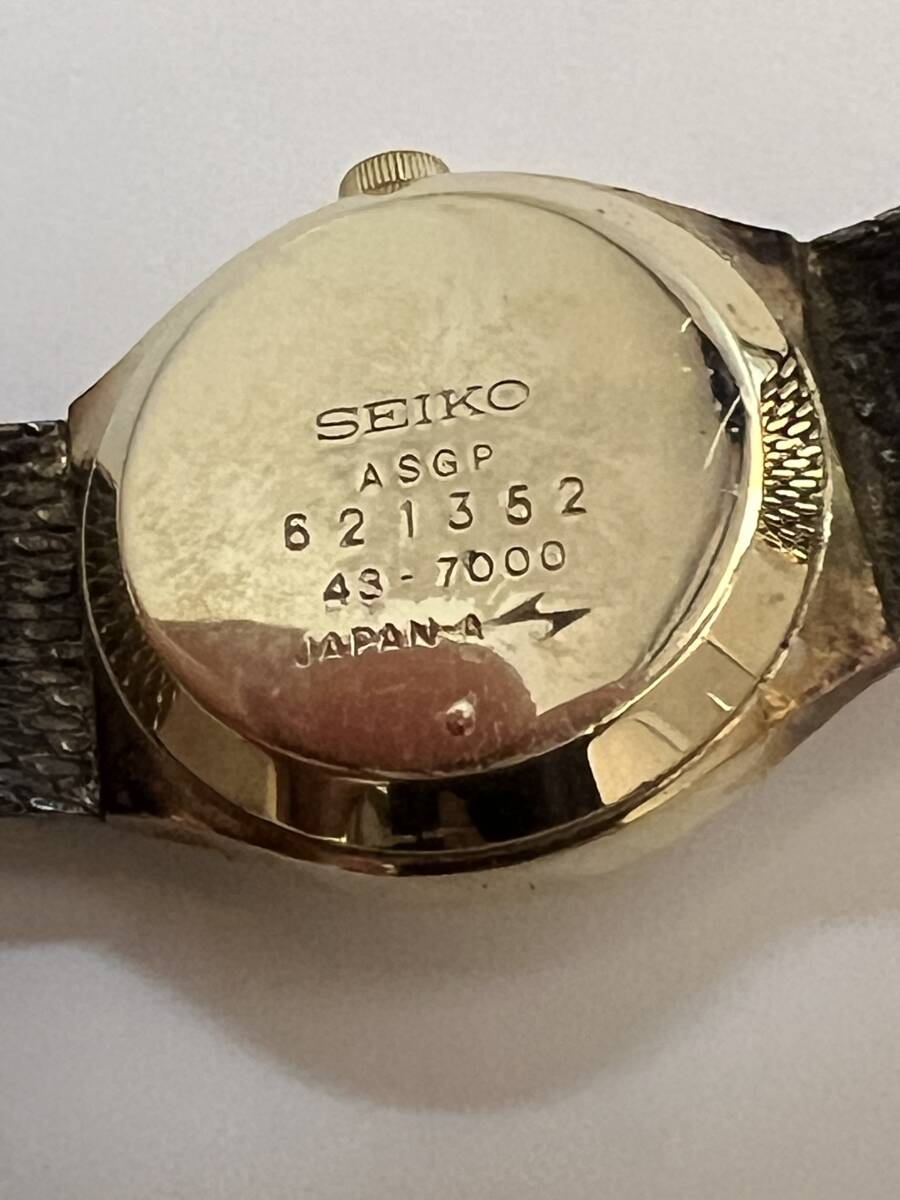 SEIKO
ASGP
621352
43-7000
JAPAN-A